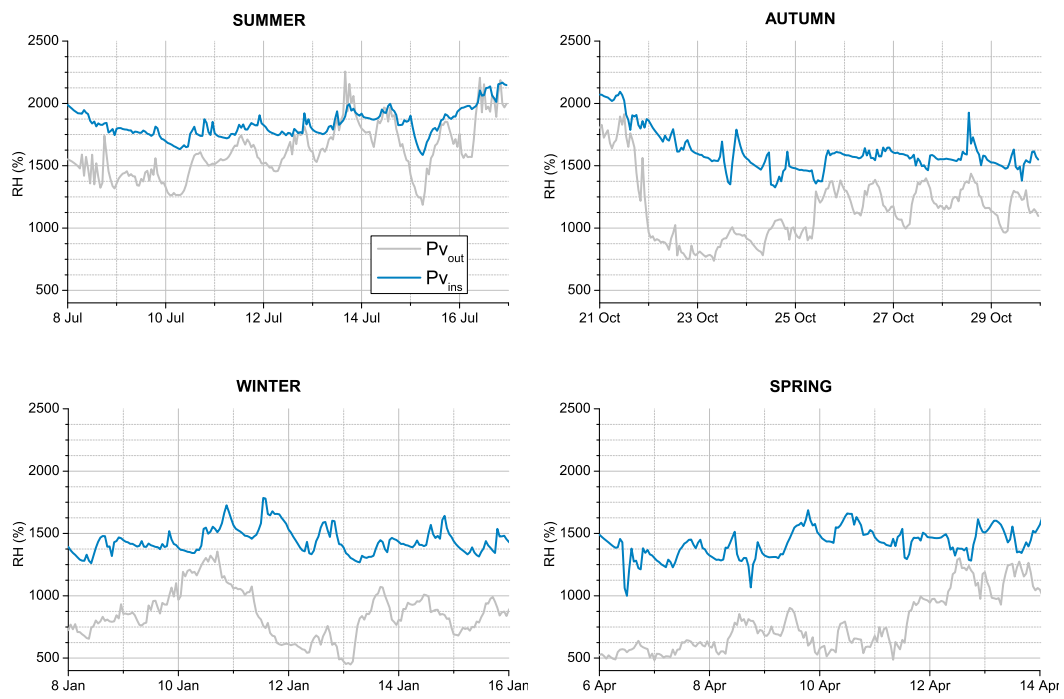 SUMMER
2500
2000
1500
1000
500
RH (%)
Pv_out
Pv_ins
8 Jul 10 Jul 12 Jul 14 Jul 16 Jul
AUTUMN
2500
2000
1500
1000
500
RH (%)
21 Oct 23 Oct 25 Oct 27 Oct 29 Oct
WINTER
2500
2000
1500
1000
500
RH (%)
8 Jan 10 Jan 12 Jan 14 Jan 16 Jan
SPRING
2500
2000
1500
1000
500
RH (%)
6 Apr 8 Apr 10 Apr 12 Apr 14 Apr